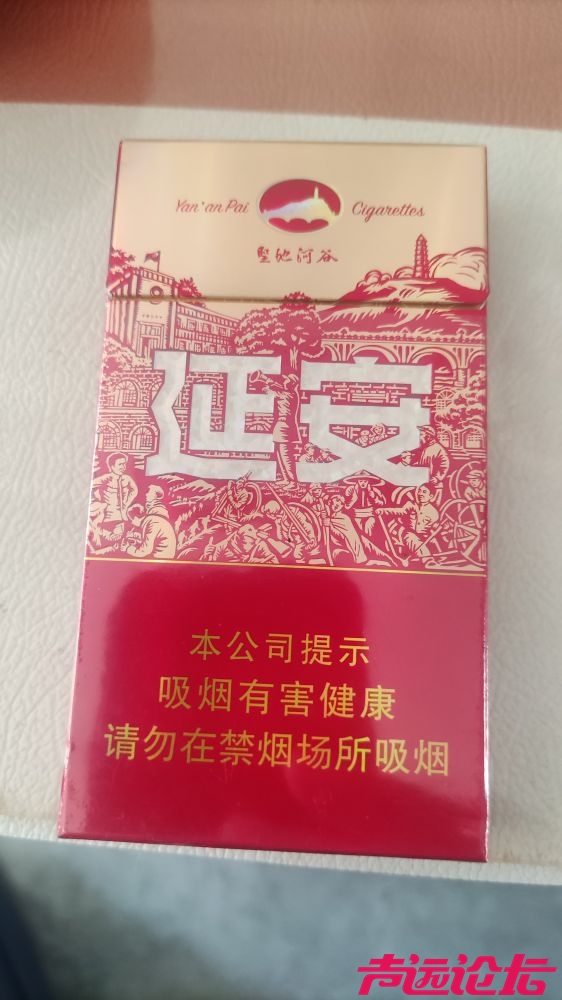 Yan'an Pai Cigarettes
圣地河谷
延安
本公司提示
吸烟有害健康
请勿在禁烟场所吸烟
声远论坛